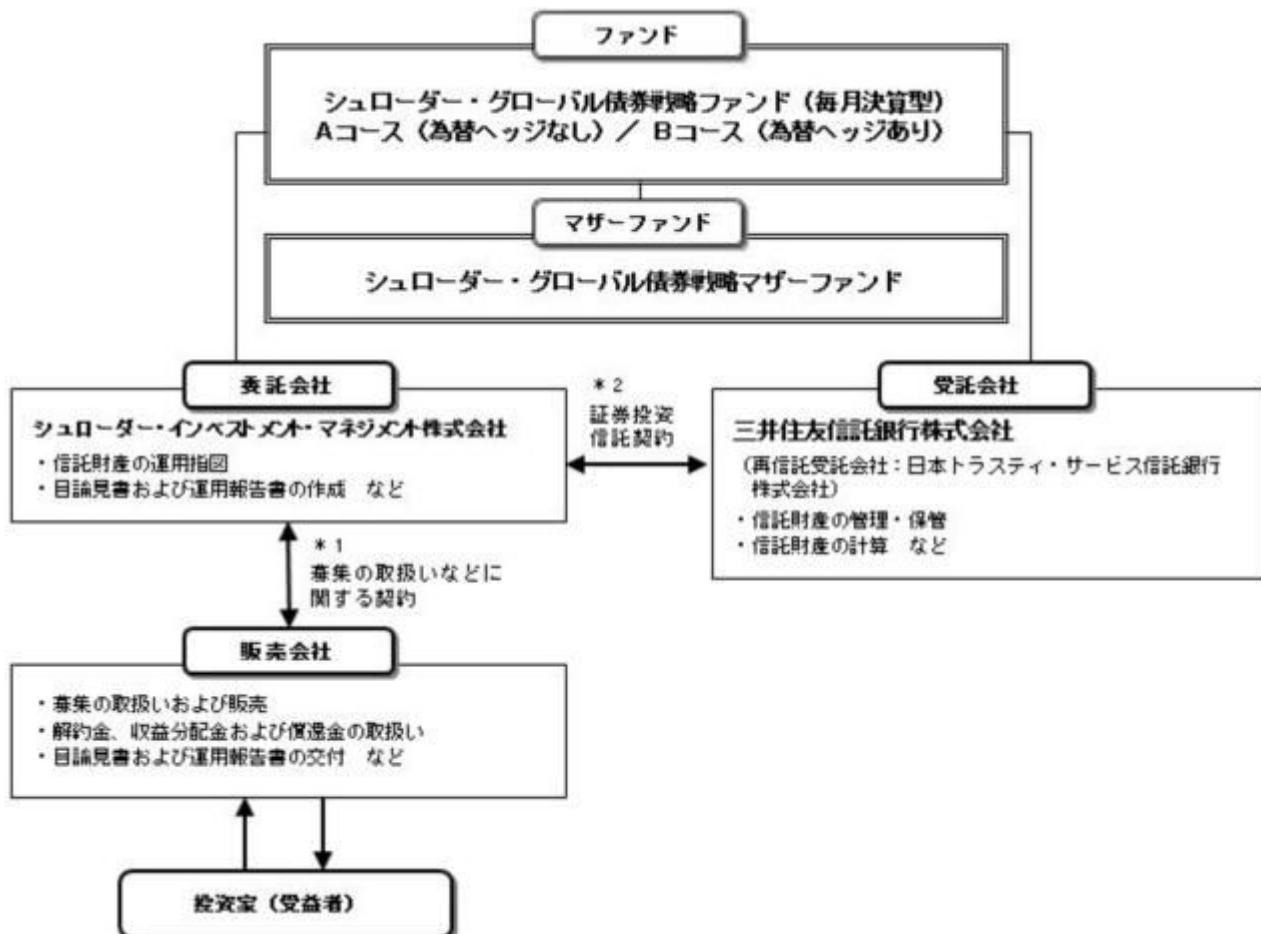 ファンド
シュローダー・グローバル債券戦略ファンド（毎月決算型）
Aコース（為替ヘッジなし）／ Bコース（為替ヘッジあり）
マザーファンド
シュローダー・グローバル債券戦略マザーファンド
委託会社
シュローダー・インベストメント・マネジメント株式会社
・信託財産の運用指図
・目論見書および運用報告書の作成　など
＊2
証券投資
信託契約
受託会社
三井住友信託銀行株式会社
（再信託受託会社：日本トラスティ・サービス信託銀行
株式会社）
・信託財産の管理・保管
・信託財産の計算　など
＊1
募集の取扱いなどに
関する契約
販売会社
・募集の取扱いおよび販売
・解約金、収益分配金および償還金の取扱い
・目論見書および運用報告書の交付　など
投資家（受益者）